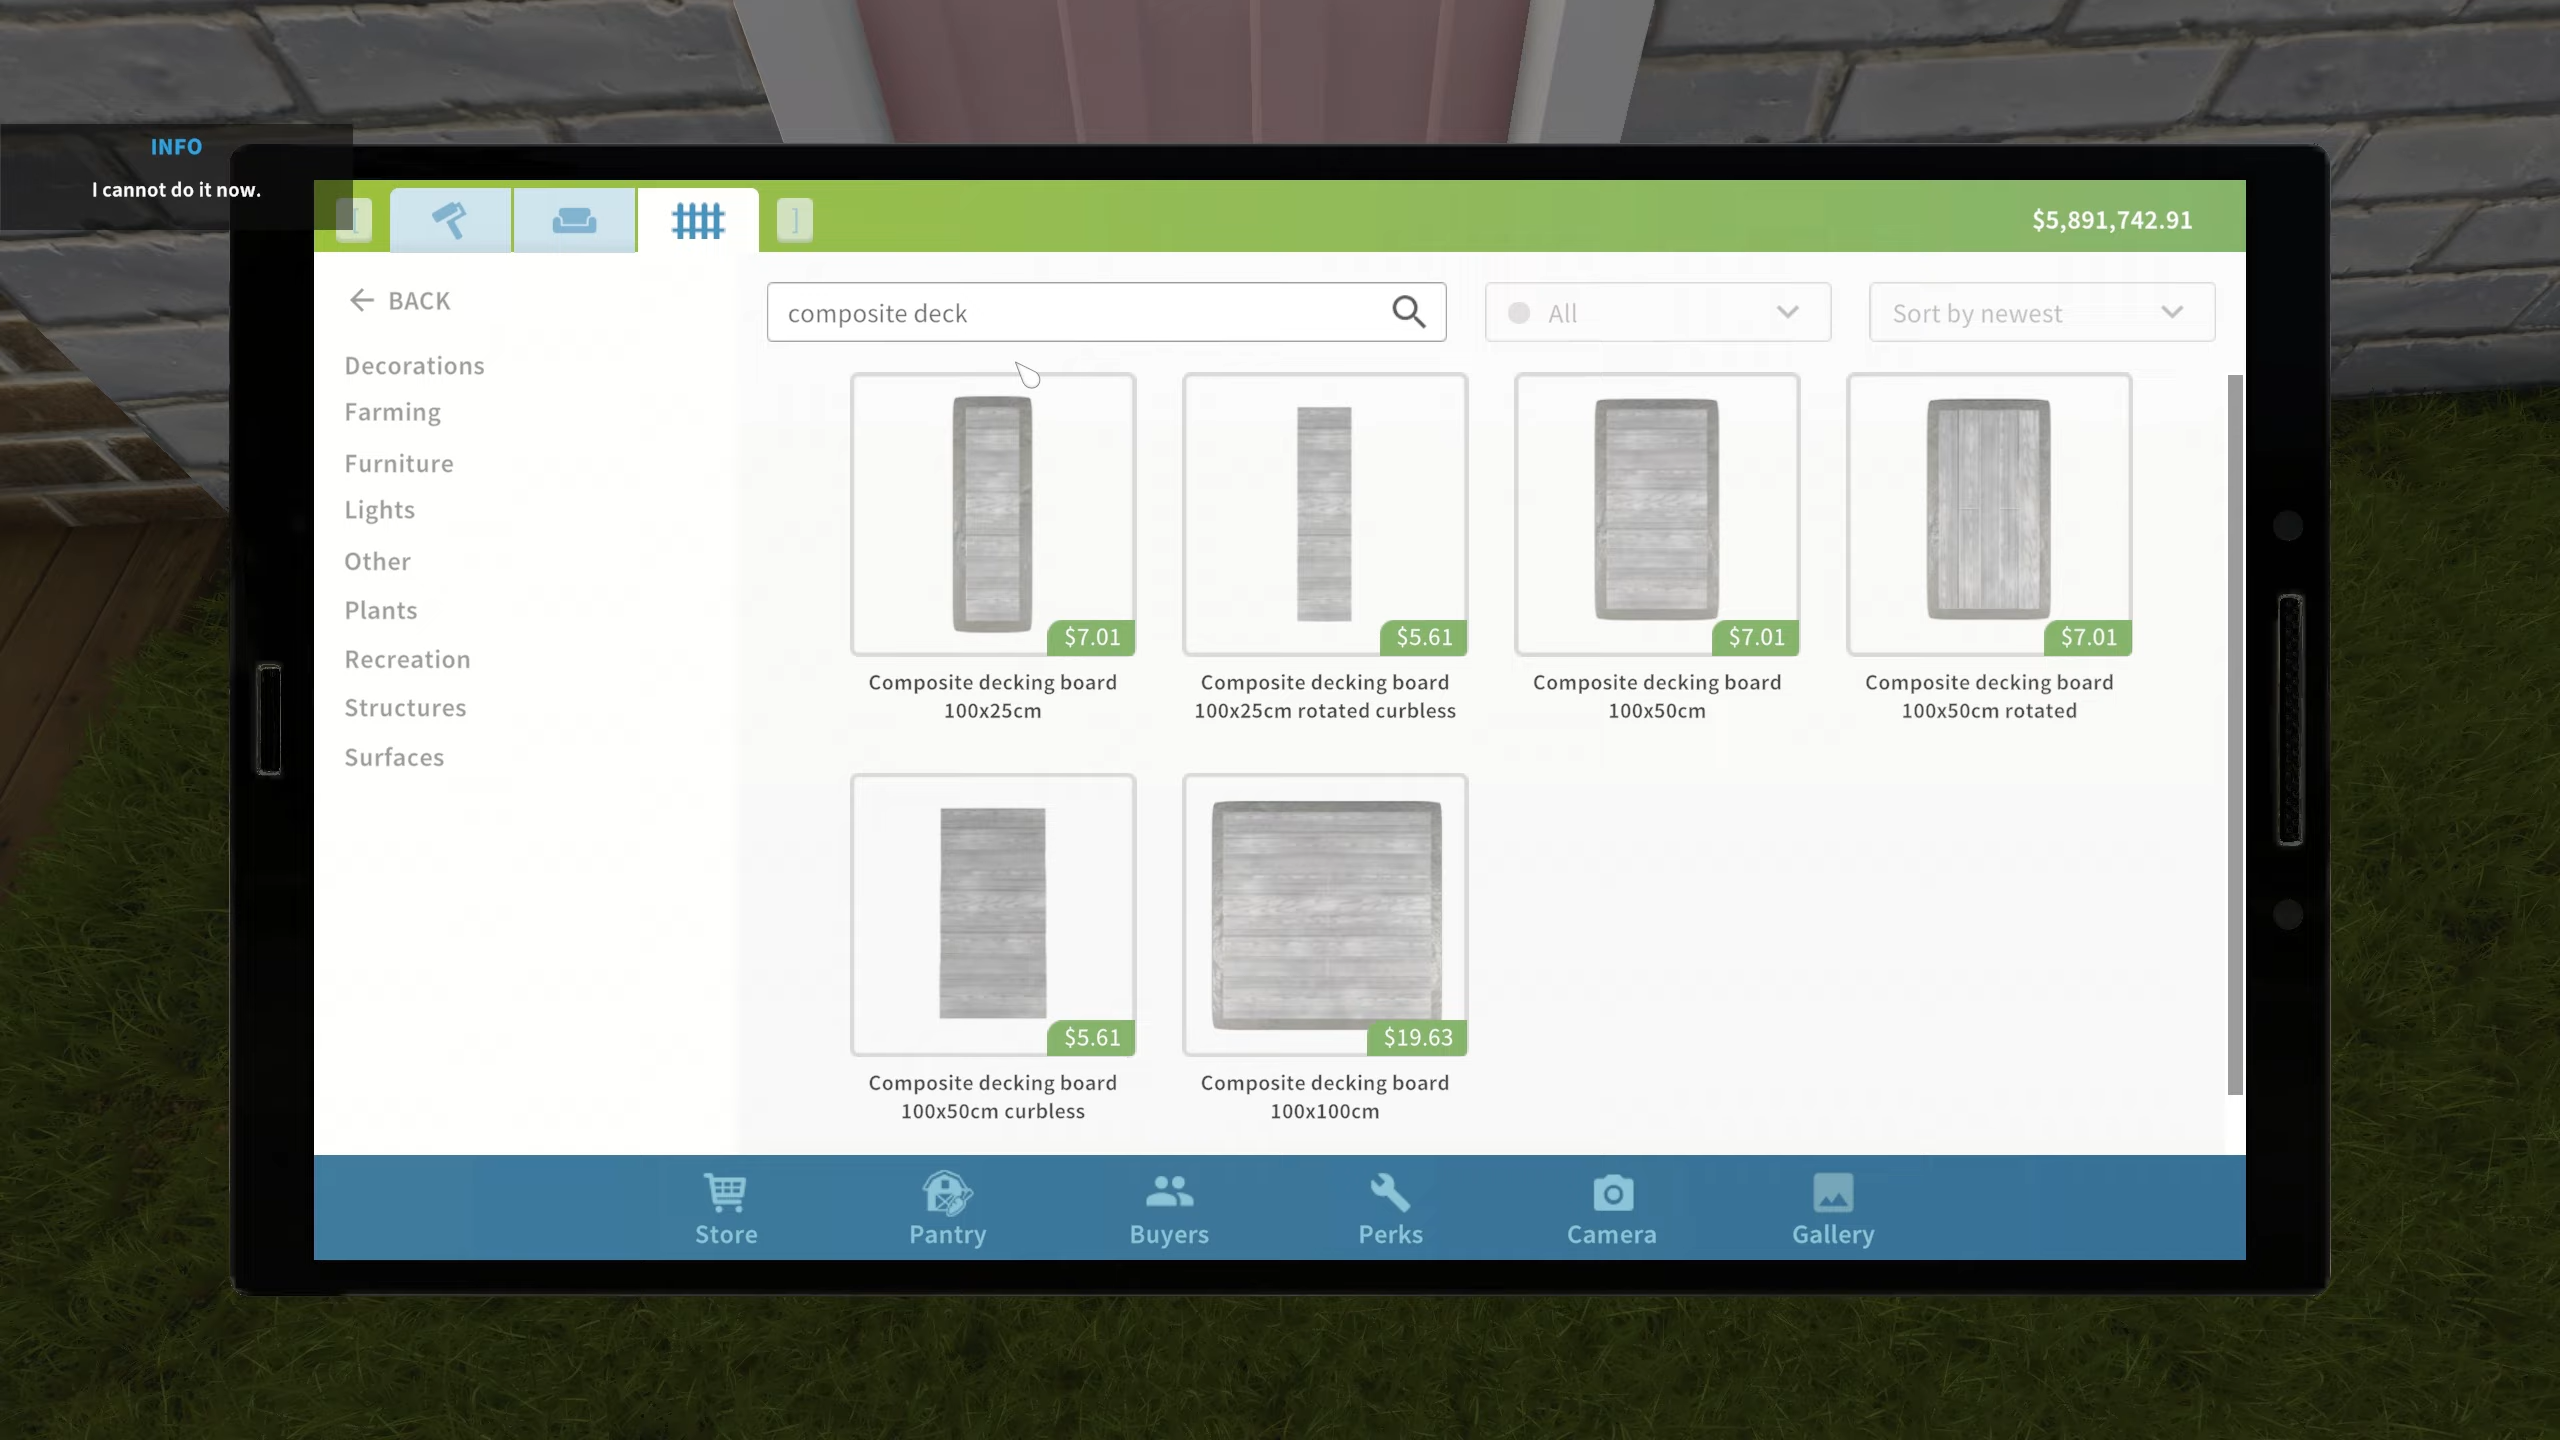 INFO
I cannot do it now.
[
]
$5,891,742.91
BACK
composite deck
All
Sort by newest
Decorations
Farming
Furniture
Lights
Other
Plants
Recreation
Structures
Surfaces
$7.01
$5.61
$7.01
$7.01
Composite decking board
100x25cm
Composite decking board
100x25cm rotated curbless
Composite decking board
100x50cm
Composite decking board
100x50cm rotated
$5.61
$19.63
Composite decking board
100x50cm curbless
Composite decking board
100x100cm
Store
Pantry
Buyers
Perks
Camera
Gallery